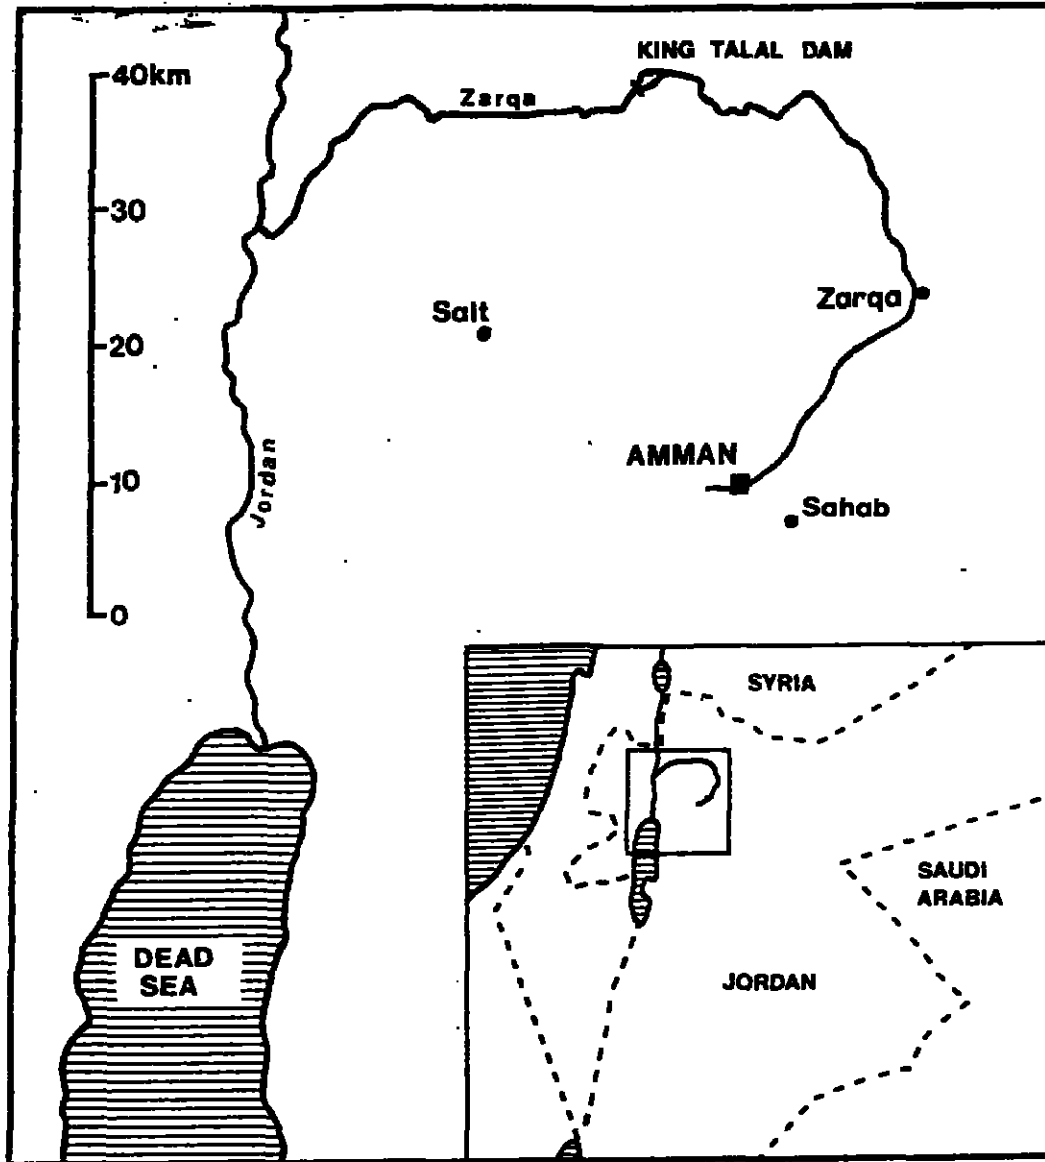 KING TALAL DAM
40km
Zarqa
30
Salt
Zarqa
20
Jordan
AMMAN
10
Sahab
0
SYRIA
SAUDI
ARABIA
DEAD
SEA
JORDAN